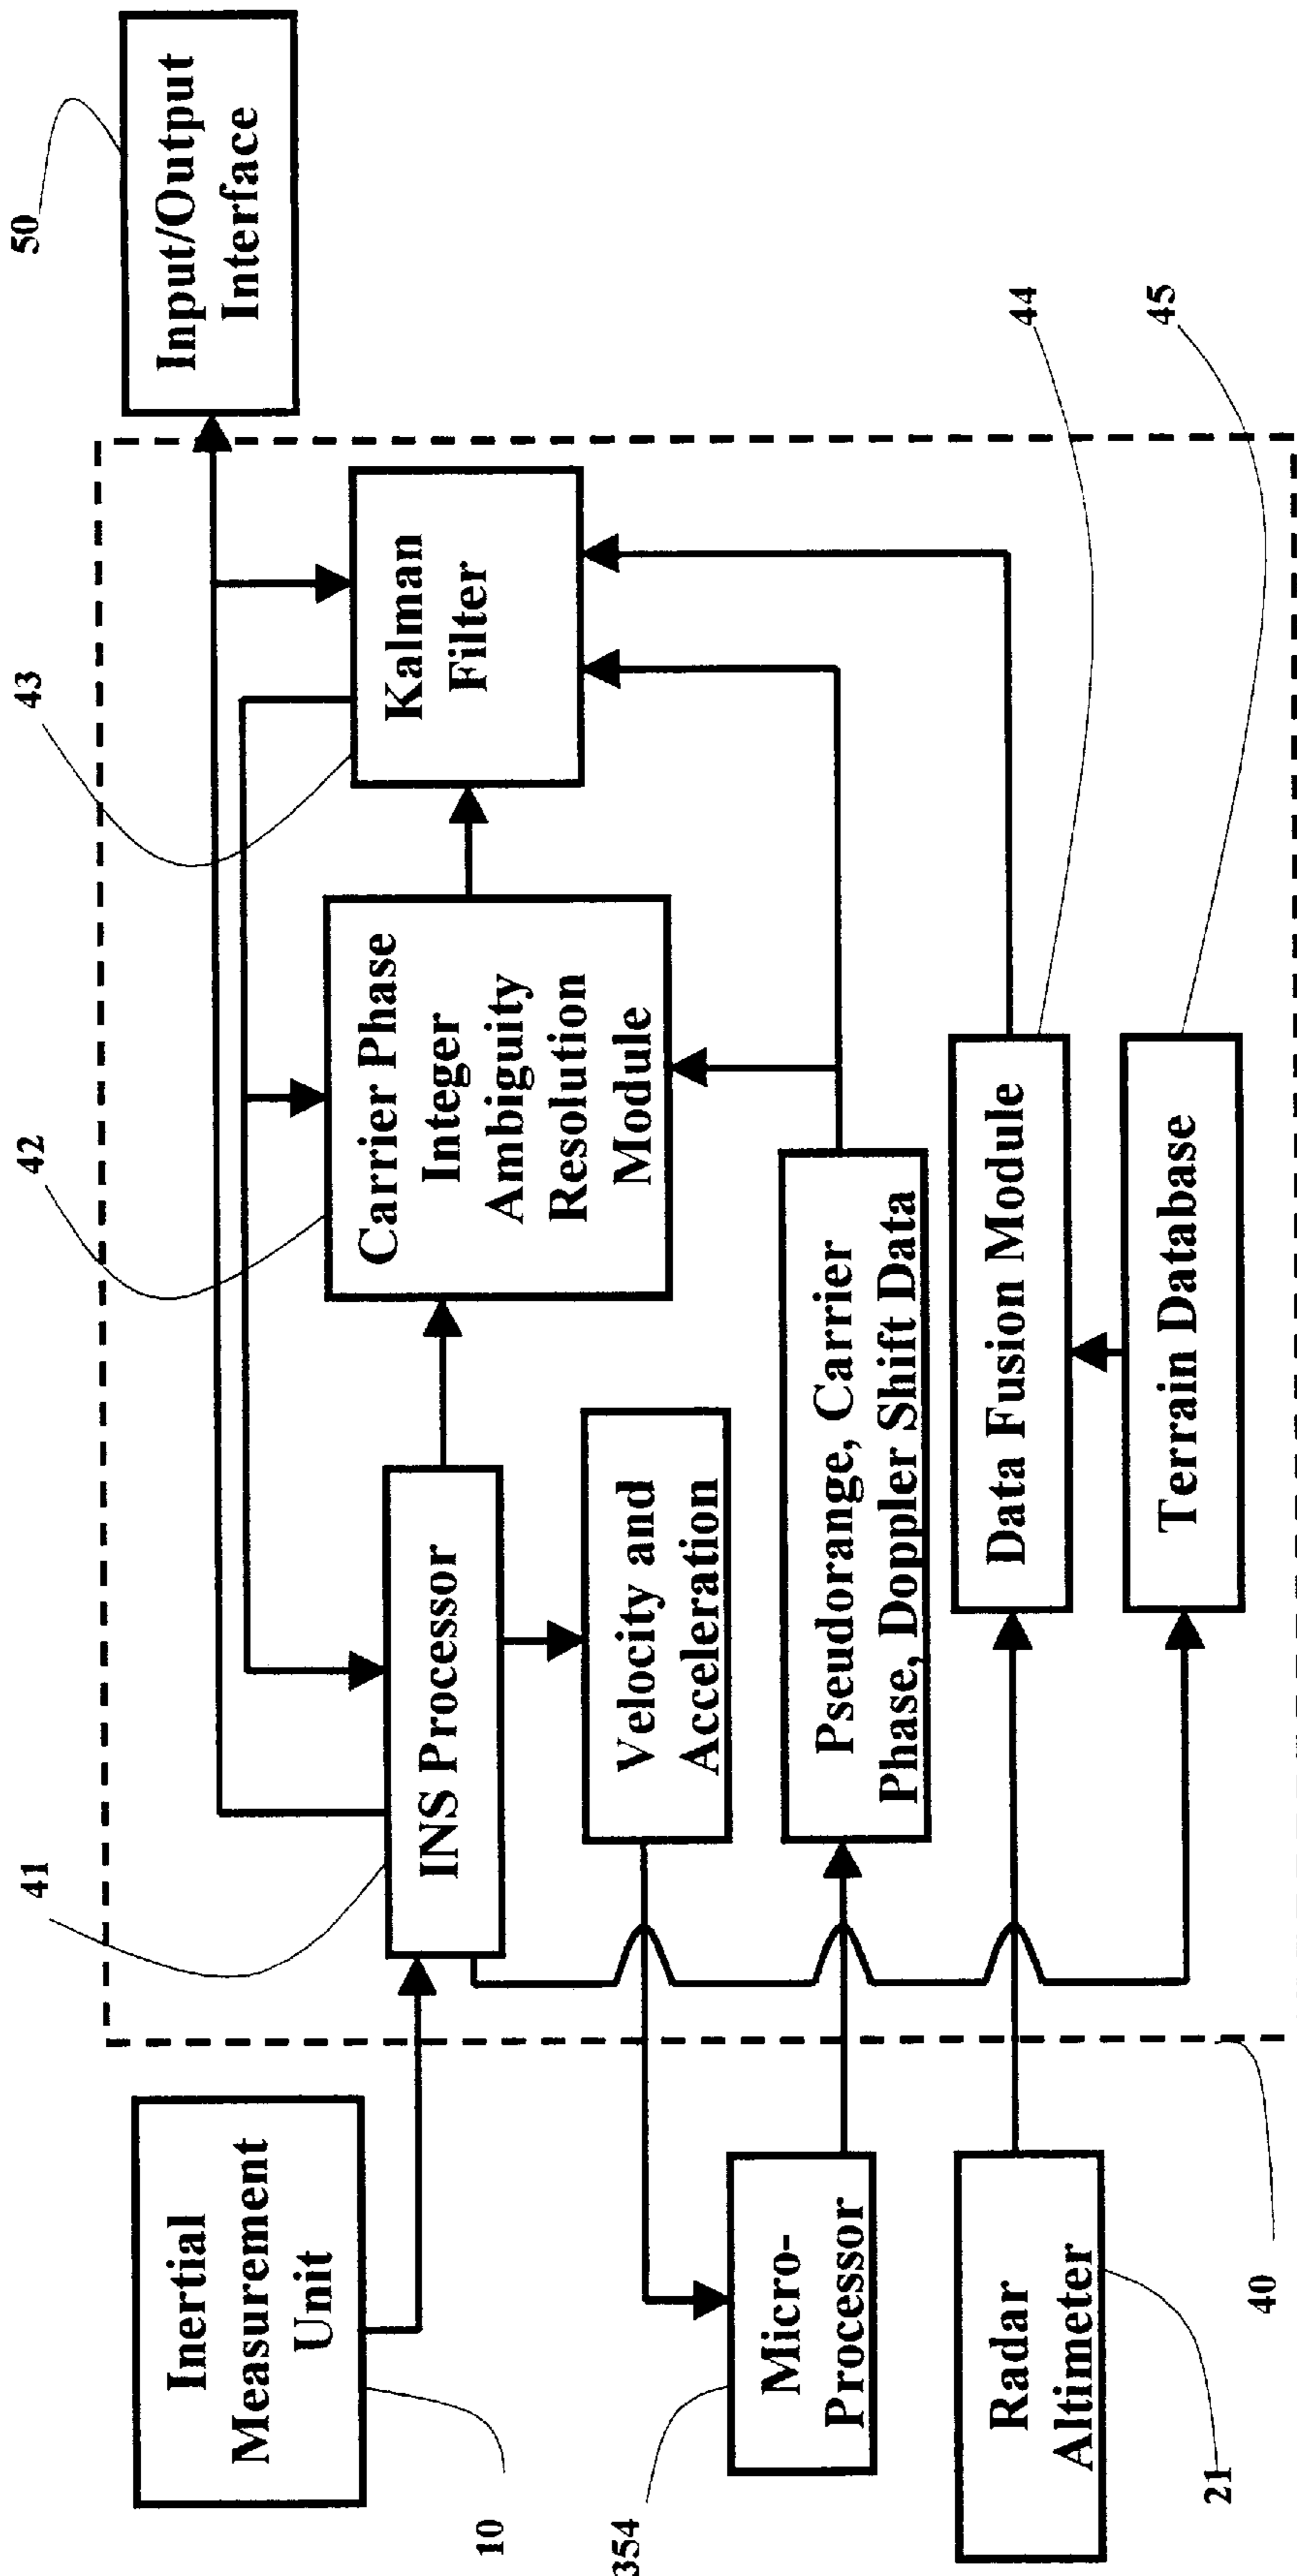 Inertial
Measurement
Unit
10
Micro-
Processor
354
Radar
Altimeter
21
40
41
INS Processor
Velocity and
Acceleration
Pseudorange, Carrier
Phase, Doppler Shift Data
Data Fusion Module
44
Terrain Database
45
42
Carrier Phase
Integer
Ambiguity
Resolution
Module
43
Kalman
Filter
50
Input/Output
Interface